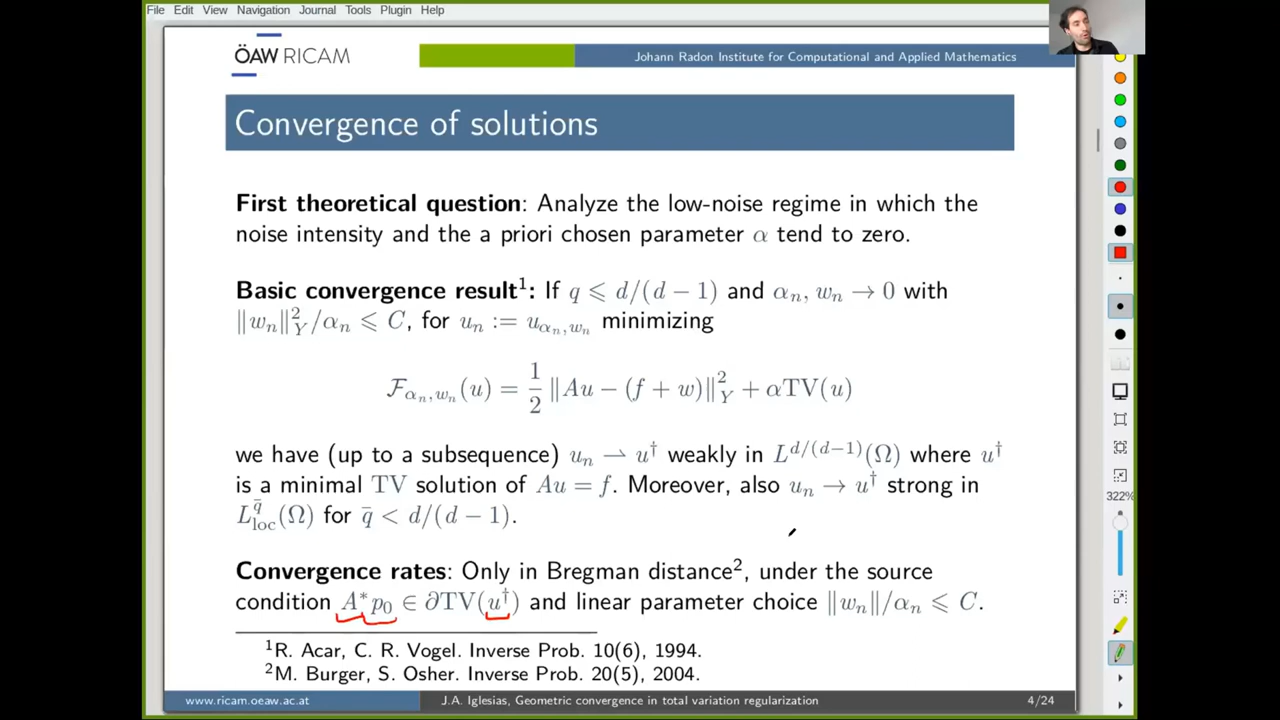 File Edit View Navigation Journal Tools Plugin Help
ÖAW RICAM
Johann Radon Institute for Computational and Applied Mathematics
Convergence of solutions
First theoretical question: Analyze the low-noise regime in which the
noise intensity and the a priori chosen parameter α tend to zero.
Basic convergence result¹: If q ⩽ d/(d − 1) and αₙ, wₙ → 0 with
‖wₙ‖²_Y/αₙ ⩽ C, for uₙ := u_{αₙ,wₙ} minimizing
ℱ_{αₙ,wₙ}(u) = 1/2 ‖Au − (f + w)‖²_Y + αTV(u)
we have (up to a subsequence) uₙ ⇀ u† weakly in L^{d/(d−1)}(Ω) where u†
is a minimal TV solution of Au = f. Moreover, also uₙ → u† strong in
L^{q̄}_{loc}(Ω) for q̄ < d/(d − 1).
Convergence rates: Only in Bregman distance², under the source
condition A*p₀ ∈ ∂TV(u†) and linear parameter choice ‖wₙ‖/αₙ ⩽ C.
¹R. Acar, C. R. Vogel. Inverse Prob. 10(6), 1994.
²M. Burger, S. Osher. Inverse Prob. 20(5), 2004.
www.ricam.oeaw.ac.at J.A. Iglesias, Geometric convergence in total variation regularization 4/24
322%